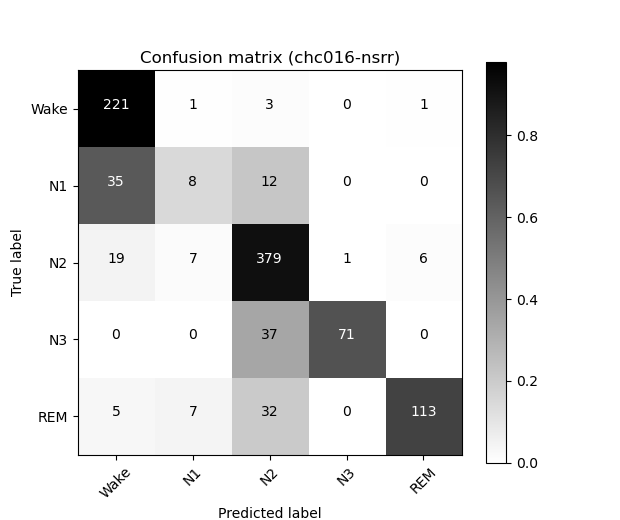 Confusion matrix (chc016-nsrr)
True label
Wake 221 1 3 0 1
N1 35 8 12 0 0
N2 19 7 379 1 6
N3 0 0 37 71 0
REM 5 7 32 0 113
Wake N1 N2 N3 REM
Predicted label
0.8
0.6
0.4
0.2
0.0